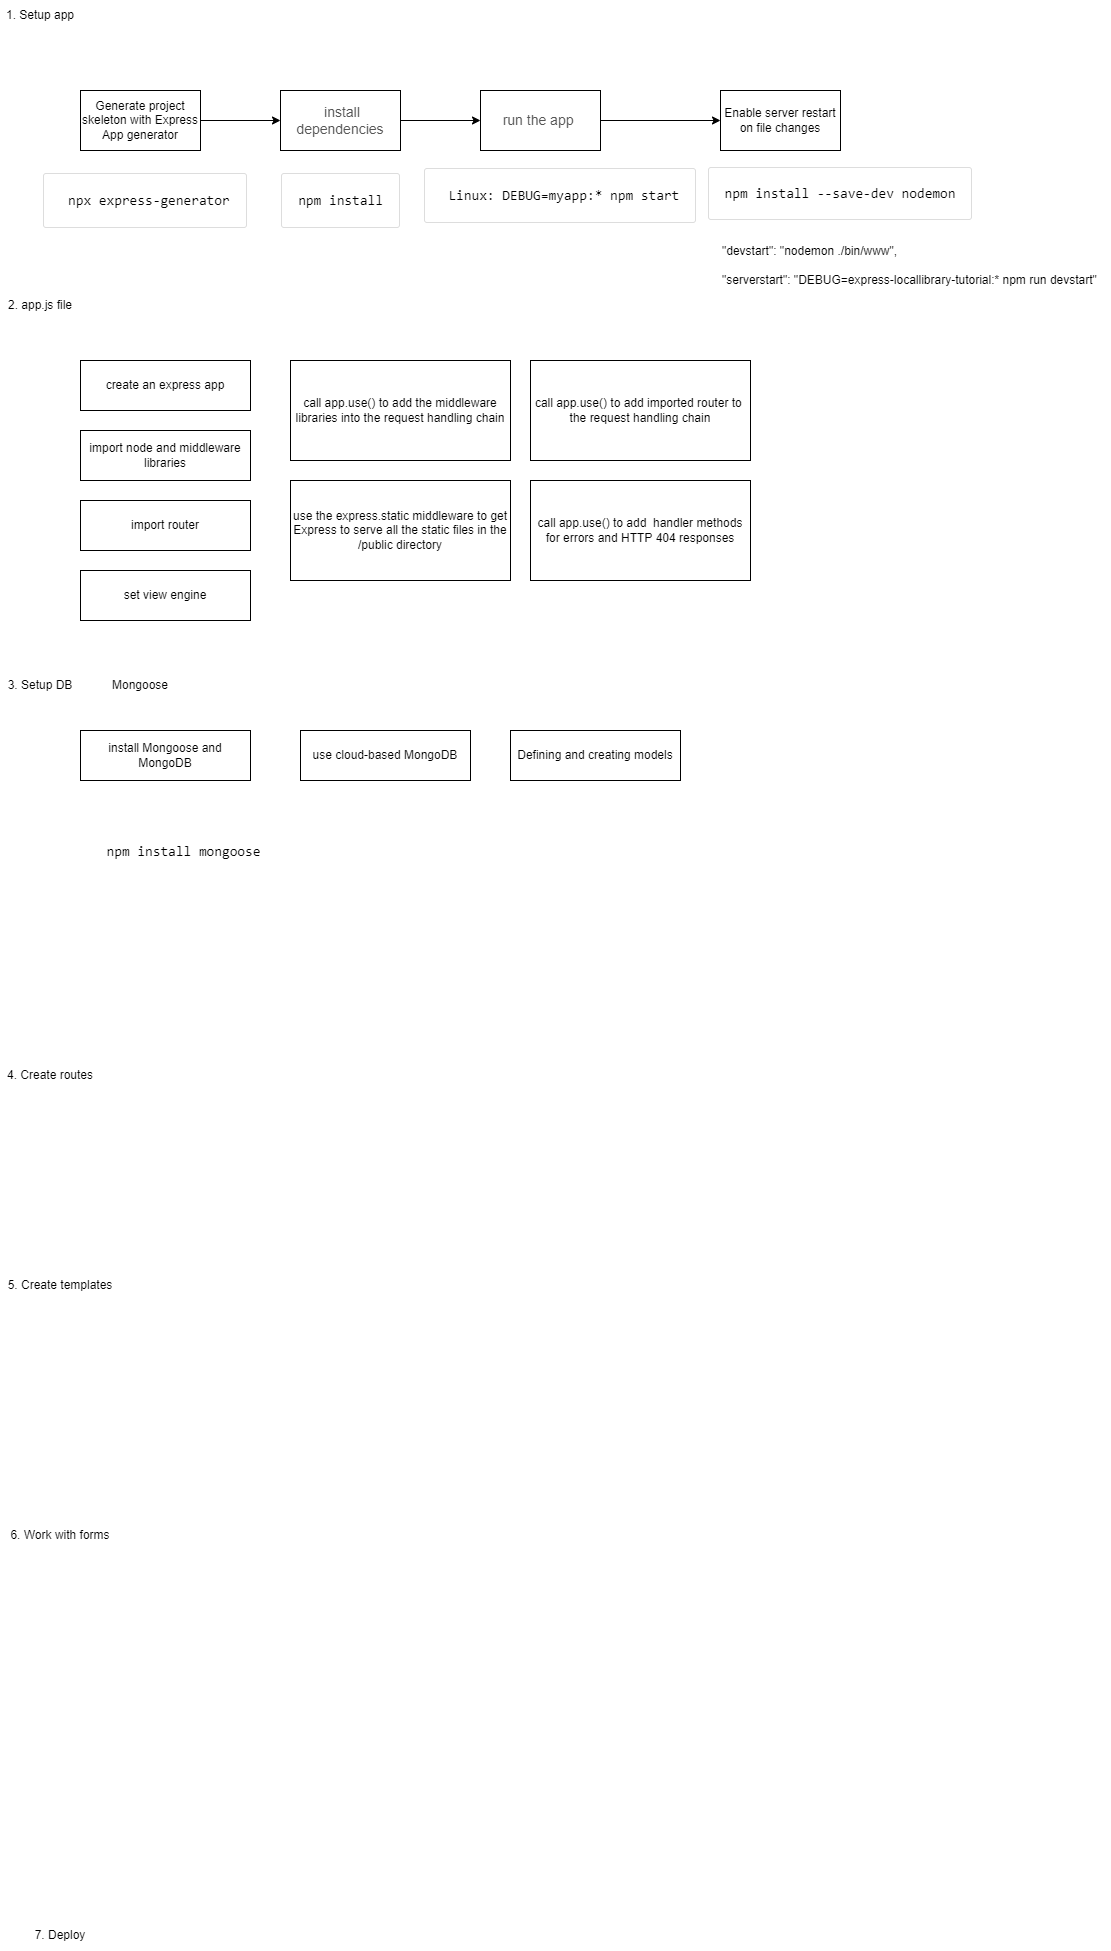 1. Setup app
Generate project
skeleton with Express
App generator
install
dependencies
run the app
Enable server restart
on file changes
npx express-generator
npm install
Linux: DEBUG=myapp:* npm start
npm install --save-dev nodemon
"devstart": "nodemon ./bin/www",
"serverstart": "DEBUG=express-locallibrary-tutorial:* npm run devstart"
2. app.js file
create an express app
import node and middleware
libraries
import router
set view engine
call app.use() to add the middleware
libraries into the request handling chain
use the express.static middleware to get
Express to serve all the static files in the
/public directory
call app.use() to add imported router to
the request handling chain
call app.use() to add  handler methods
for errors and HTTP 404 responses
3. Setup DB
Mongoose
install Mongoose and
MongoDB
use cloud-based MongoDB
Defining and creating models
npm install mongoose
4. Create routes
5. Create templates
6. Work with forms
7. Deploy